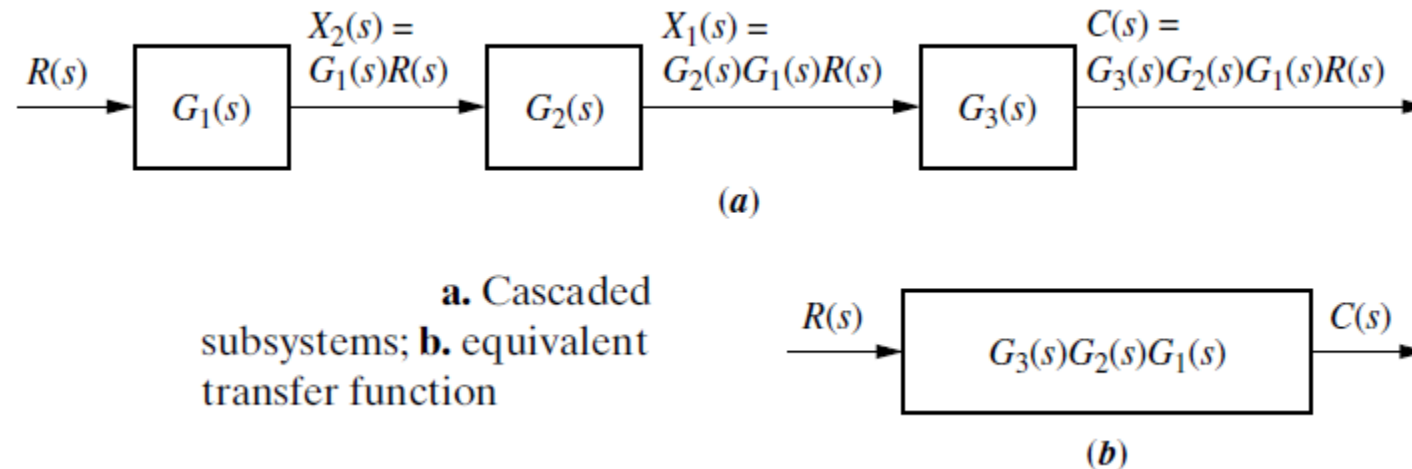 R(s)
G₁(s)
X₂(s) =
G₁(s)R(s)
G₂(s)
X₁(s) =
G₂(s)G₁(s)R(s)
G₃(s)
C(s) =
G₃(s)G₂(s)G₁(s)R(s)
(a)
a. Cascaded
subsystems; b. equivalent
transfer function
R(s)
G₃(s)G₂(s)G₁(s)
C(s)
(b)